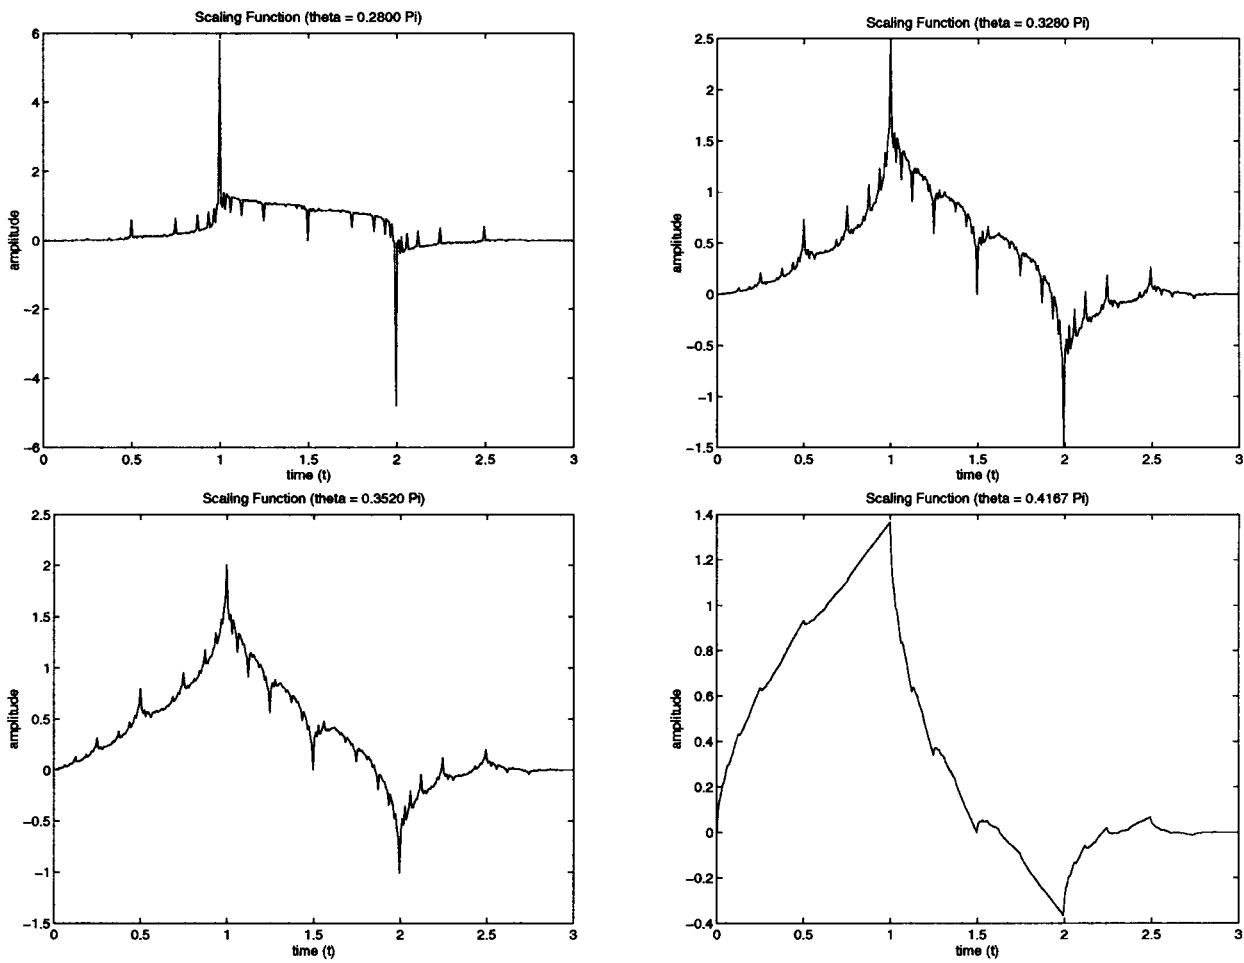 Scaling Function (theta = 0.2800 Pi)
6
4
2
0
−2
−4
−6
amplitude
0 0.5 1 1.5 2 2.5 3
time (t)
Scaling Function (theta = 0.3280 Pi)
2.5
2
1.5
1
0.5
0
−0.5
−1
−1.5
amplitude
0 0.5 1 1.5 2 2.5 3
time (t)
Scaling Function (theta = 0.3520 Pi)
2.5
2
1.5
1
0.5
0
−0.5
−1
−1.5
amplitude
0 0.5 1 1.5 2 2.5 3
time (t)
Scaling Function (theta = 0.4167 Pi)
1.4
1.2
1
0.8
0.6
0.4
0.2
0
−0.2
−0.4
amplitude
0 0.5 1 1.5 2 2.5 3
time (t)